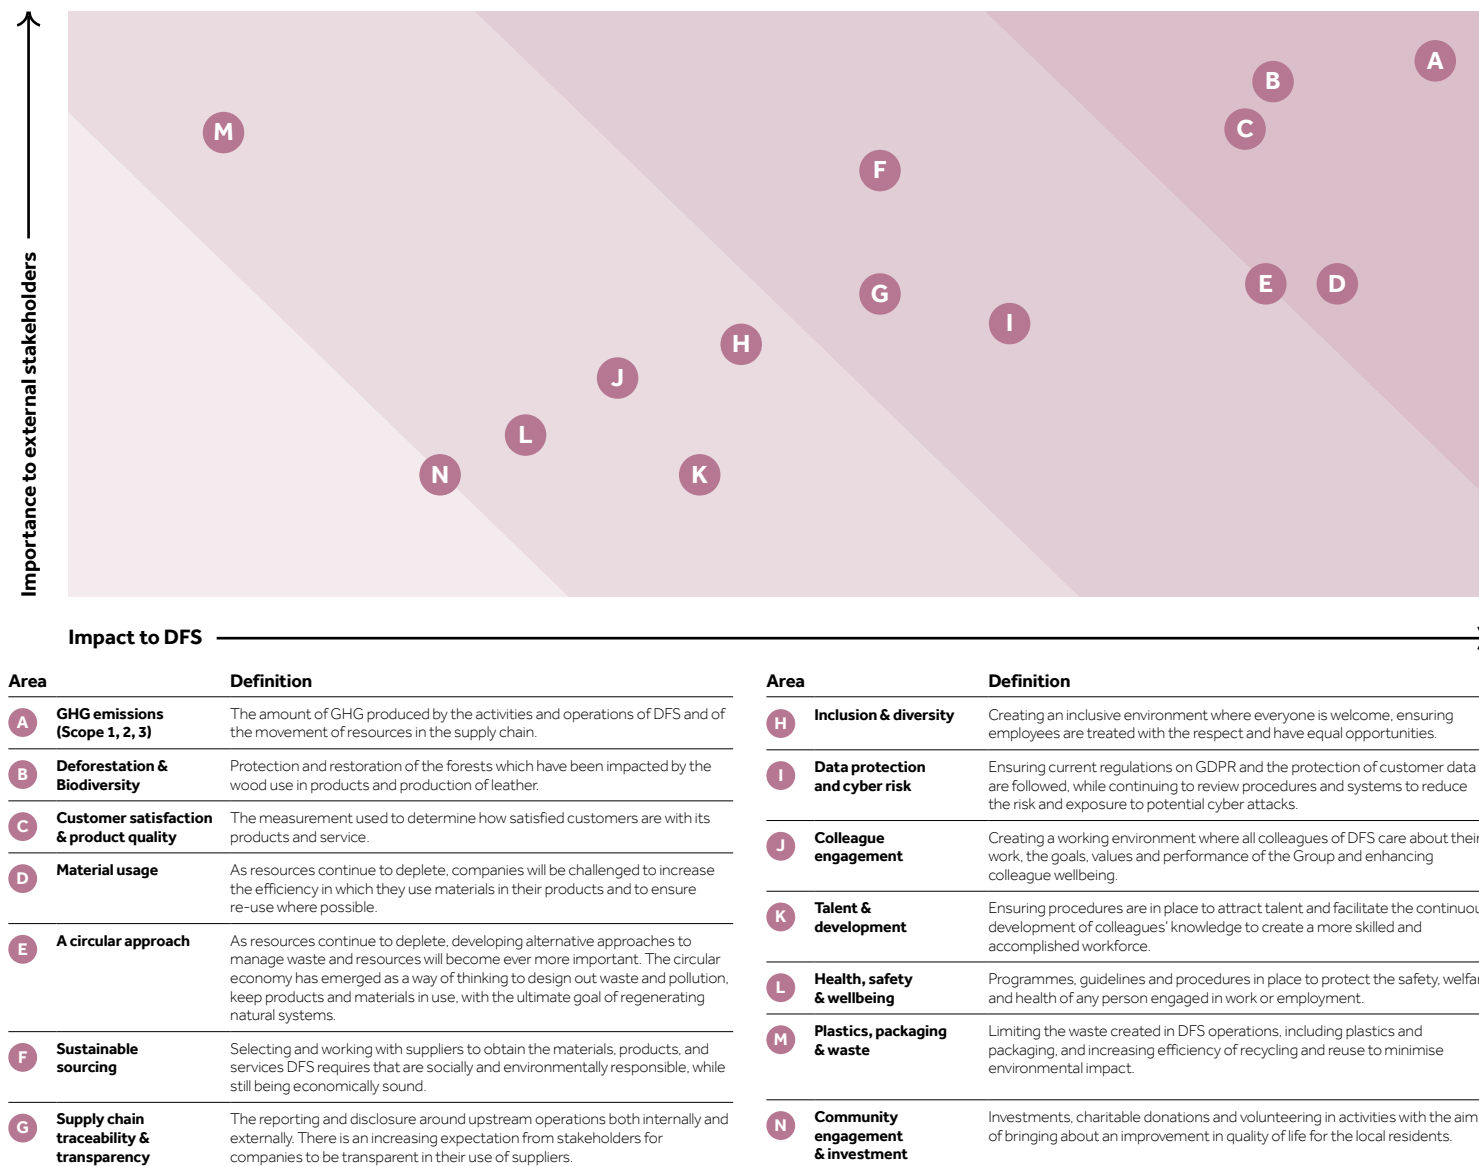 Importance to external stakeholders
A
B
C
M
F
E
D
G
I
H
J
L
N
K
Impact to DFS
Area Definition
A GHG emissions (Scope 1, 2, 3)
The amount of GHG produced by the activities and operations of DFS and of
the movement of resources in the supply chain.
B Deforestation & Biodiversity
Protection and restoration of the forests which have been impacted by the
wood use in products and production of leather.
C Customer satisfaction & product quality
The measurement used to determine how satisfied customers are with its
products and service.
D Material usage
As resources continue to deplete, companies will be challenged to increase
the efficiency in which they use materials in their products and to ensure
re-use where possible.
E A circular approach
As resources continue to deplete, developing alternative approaches to
manage waste and resources will become ever more important. The circular
economy has emerged as a way of thinking to design out waste and pollution,
keep products and materials in use, with the ultimate goal of regenerating
natural systems.
F Sustainable sourcing
Selecting and working with suppliers to obtain the materials, products, and
services DFS requires that are socially and environmentally responsible, while
still being economically sound.
G Supply chain traceability & transparency
The reporting and disclosure around upstream operations both internally and
externally. There is an increasing expectation from stakeholders for
companies to be transparent in their use of suppliers.
Area Definition
H Inclusion & diversity
Creating an inclusive environment where everyone is welcome, ensuring
employees are treated with the respect and have equal opportunities.
I Data protection and cyber risk
Ensuring current regulations on GDPR and the protection of customer data
are followed, while continuing to review procedures and systems to reduce
the risk and exposure to potential cyber attacks.
J Colleague engagement
Creating a working environment where all colleagues of DFS care about their
work, the goals, values and performance of the Group and enhancing
colleague wellbeing.
K Talent & development
Ensuring procedures are in place to attract talent and facilitate the continuou
development of colleagues' knowledge to create a more skilled and
accomplished workforce.
L Health, safety & wellbeing
Programmes, guidelines and procedures in place to protect the safety, welfar
and health of any person engaged in work or employment.
M Plastics, packaging & waste
Limiting the waste created in DFS operations, including plastics and
packaging, and increasing efficiency of recycling and reuse to minimise
environmental impact.
N Community engagement & investment
Investments, charitable donations and volunteering in activities with the aim
of bringing about an improvement in quality of life for the local residents.